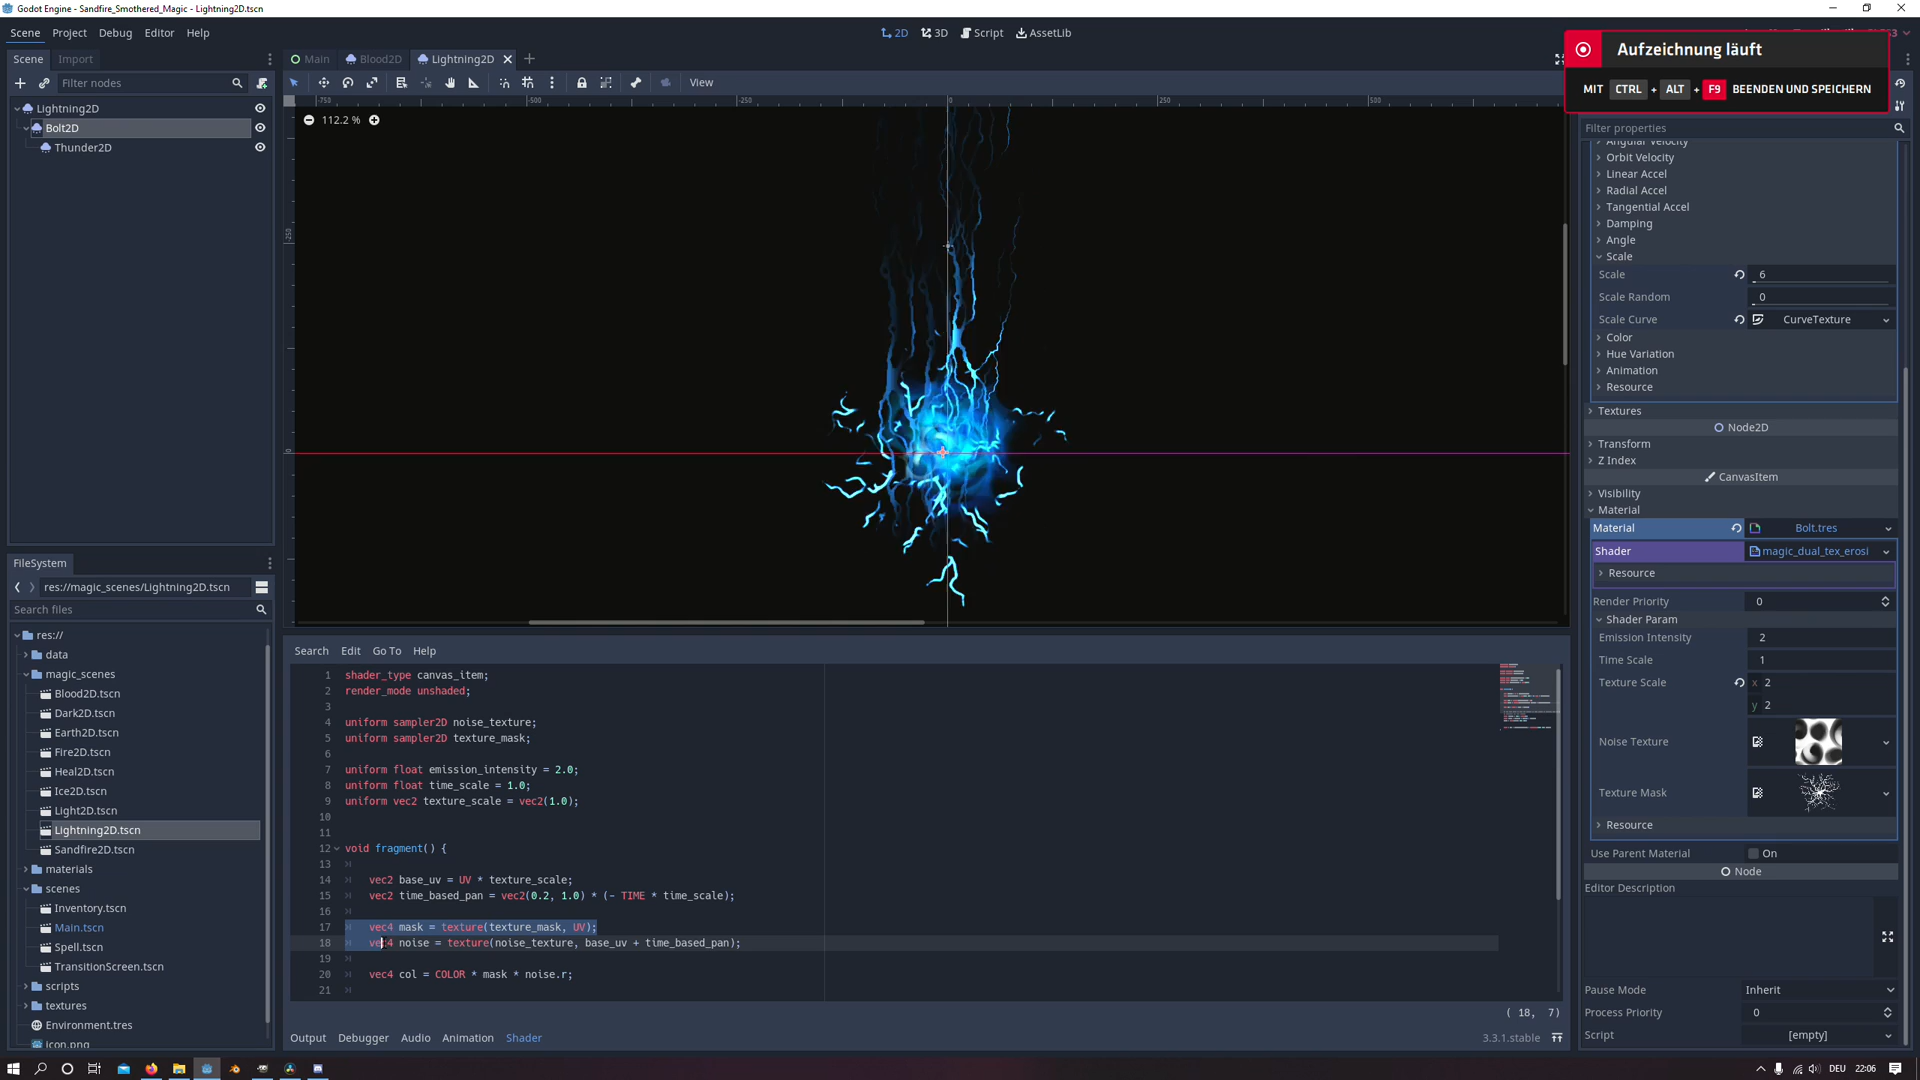 Godot Engine - Sandfire_Smothered_Magic - Lightning2D.tscn
Scene Project Debug Editor Help
2D 3D Script AssetLib
Aufzeichnung läuft
MIT CTRL + ALT + F9 BEENDEN UND SPEICHERN
Scene Import
Filter nodes
Lightning2D
Bolt2D
Thunder2D
Main Blood2D Lightning2D
View
-750 -500 -250 0 250 500
112.2 %
-250
0
Filter properties
Angular Velocity
Orbit Velocity
Linear Accel
Radial Accel
Tangential Accel
Damping
Angle
Scale
Scale 6
Scale Random 0
Scale Curve CurveTexture
Color
Hue Variation
Animation
Resource
Textures
Node2D
Transform
Z Index
CanvasItem
Visibility
Material
Material Bolt.tres
Shader magic_dual_tex_erosi
Resource
Render Priority 0
Shader Param
Emission Intensity 2
Time Scale 1
Texture Scale x 2
y 2
Noise Texture
Texture Mask
Resource
Use Parent Material On
Node
Editor Description
Pause Mode Inherit
Process Priority 0
Script [empty]
FileSystem
res://magic_scenes/Lightning2D.tscn
Search files
res://
data
magic_scenes
Blood2D.tscn
Dark2D.tscn
Earth2D.tscn
Fire2D.tscn
Heal2D.tscn
Ice2D.tscn
Light2D.tscn
Lightning2D.tscn
Sandfire2D.tscn
materials
scenes
Inventory.tscn
Main.tscn
Spell.tscn
TransitionScreen.tscn
scripts
textures
Environment.tres
icon.png
Search Edit Go To Help
1 shader_type canvas_item;
2 render_mode unshaded;
3
4 uniform sampler2D noise_texture;
5 uniform sampler2D texture_mask;
6
7 uniform float emission_intensity = 2.0;
8 uniform float time_scale = 1.0;
9 uniform vec2 texture_scale = vec2(1.0);
10
11
12 void fragment() {
13
14 vec2 base_uv = UV * texture_scale;
15 vec2 time_based_pan = vec2(0.2, 1.0) * (- TIME * time_scale);
16
17 vec4 mask = texture(texture_mask, UV);
18 vec4 noise = texture(noise_texture, base_uv + time_based_pan);
19
20 vec4 col = COLOR * mask * noise.r;
21
( 18, 7)
Output Debugger Audio Animation Shader
3.3.1.stable
DEU 22:06